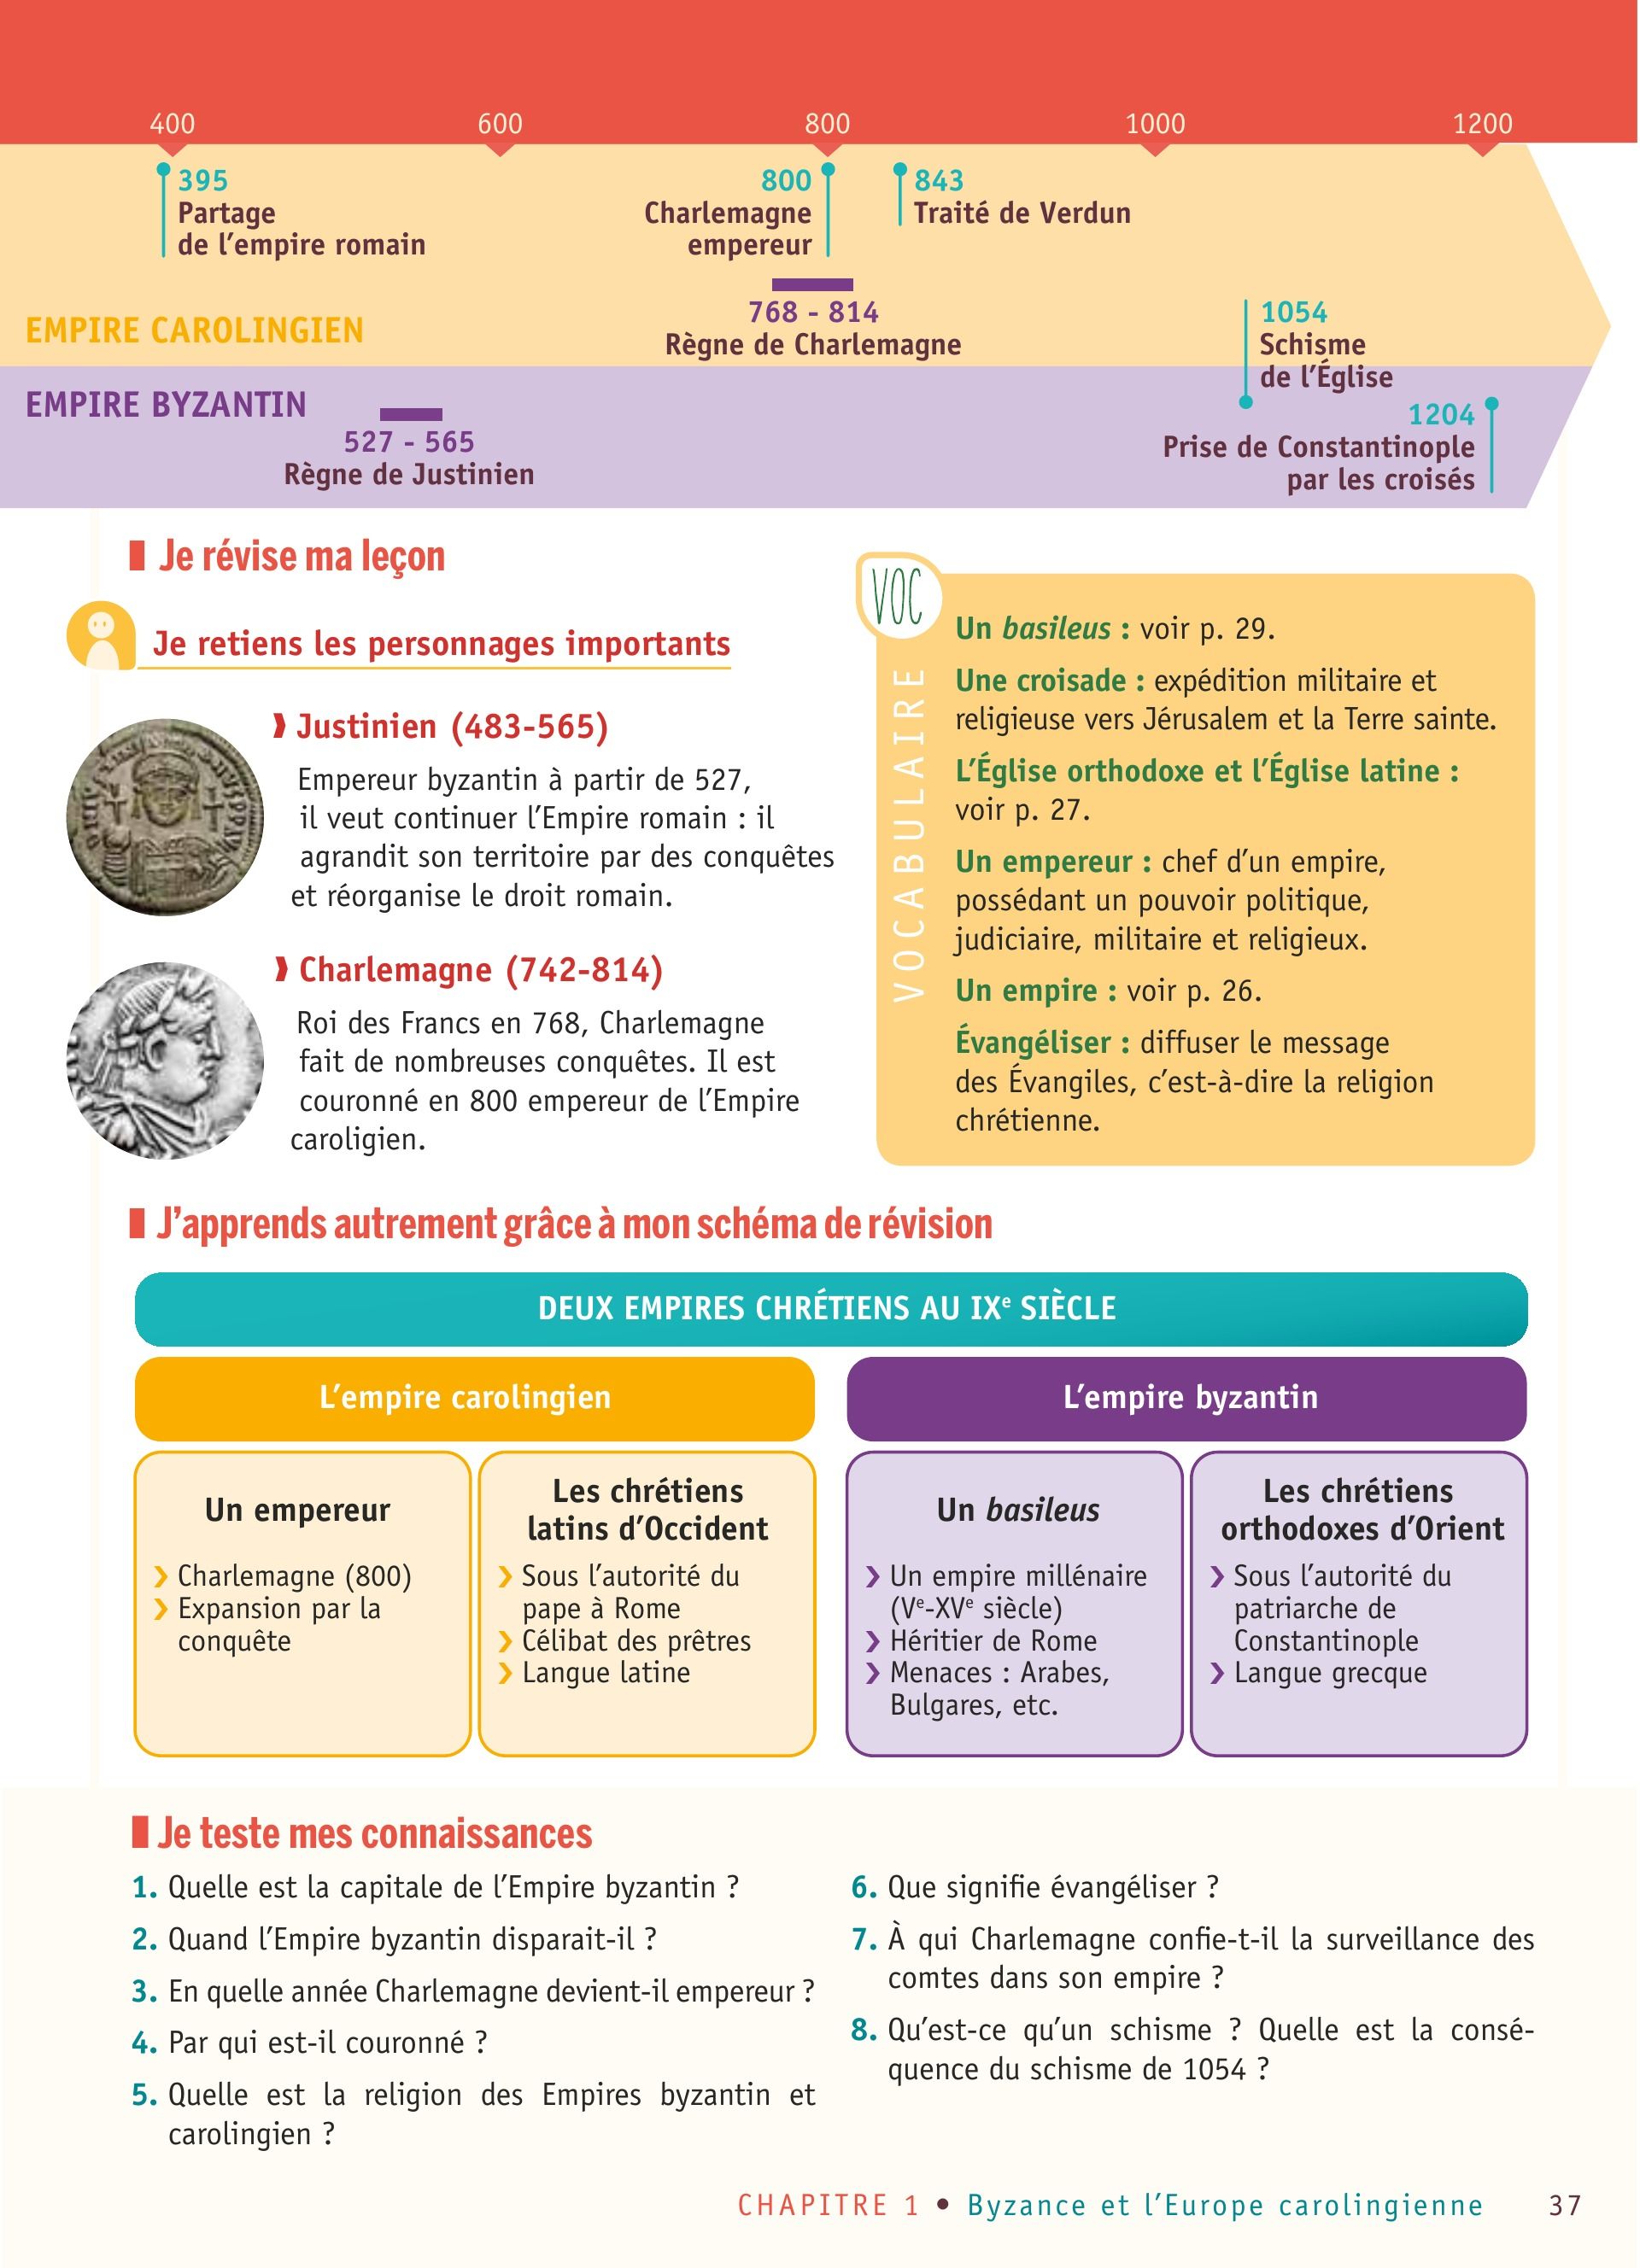 400
600
800
1000
1200
395
Partage
de l'empire romain
800
Charlemagne
empereur
843
Traité de Verdun
768 - 814
Règne de Charlemagne
EMPIRE CAROLINGIEN
1054
Schisme
de l'Église
EMPIRE BYZANTIN
527 - 565
Règne de Justinien
1204
Prise de Constantinople
par les croisés
Je révise ma leçon
Je retiens les personnages importants
Justinien (483-565)
Empereur byzantin à partir de 527,
il veut continuer l'Empire romain : il
agrandit son territoire par des conquêtes
et réorganise le droit romain.
Charlemagne (742-814)
Roi des Francs en 768, Charlemagne
fait de nombreuses conquêtes. Il est
couronné en 800 empereur de l'Empire
caroligien.
VOC
VOCABULAIRE
Un basileus : voir p. 29.
Une croisade : expédition militaire et
religieuse vers Jérusalem et la Terre sainte.
L'Église orthodoxe et l'Église latine :
voir p. 27.
Un empereur : chef d'un empire,
possédant un pouvoir politique,
judiciaire, militaire et religieux.
Un empire : voir p. 26.
Évangéliser : diffuser le message
des Évangiles, c'est-à-dire la religion
chrétienne.
J'apprends autrement grâce à mon schéma de révision
DEUX EMPIRES CHRÉTIENS AU IXe SIÈCLE
L'empire carolingien
Un empereur
Charlemagne (800)
Expansion par la
conquête
Les chrétiens
latins d'Occident
Sous l'autorité du
pape à Rome
Célibat des prêtres
Langue latine
L'empire byzantin
Un basileus
Un empire millénaire
(Ve-XVe siècle)
Héritier de Rome
Menaces : Arabes,
Bulgares, etc.
Les chrétiens
orthodoxes d'Orient
Sous l'autorité du
patriarche de
Constantinople
Langue grecque
Je teste mes connaissances
1. Quelle est la capitale de l'Empire byzantin ?
2. Quand l'Empire byzantin disparait-il ?
3. En quelle année Charlemagne devient-il empereur ?
4. Par qui est-il couronné ?
5. Quelle est la religion des Empires byzantin et
carolingien ?
6. Que signifie évangéliser ?
7. À qui Charlemagne confie-t-il la surveillance des
comtes dans son empire ?
8. Qu'est-ce qu'un schisme ? Quelle est la consé-
quence du schisme de 1054 ?
CHAPITRE 1 • Byzance et l'Europe carolingienne 37